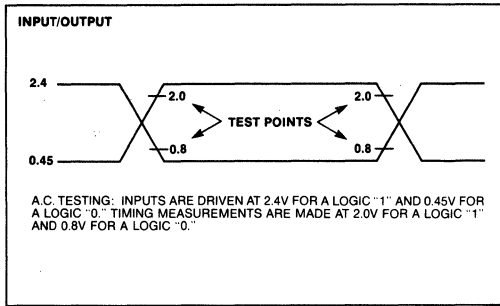 INPUT/OUTPUT
2.4
2.0
2.0
TEST POINTS
0.8
0.8
0.45
A.C. TESTING: INPUTS ARE DRIVEN AT 2.4V FOR A LOGIC "1" AND 0.45V FOR
A LOGIC "0." TIMING MEASUREMENTS ARE MADE AT 2.0V FOR A LOGIC "1"
AND 0.8V FOR A LOGIC "0."